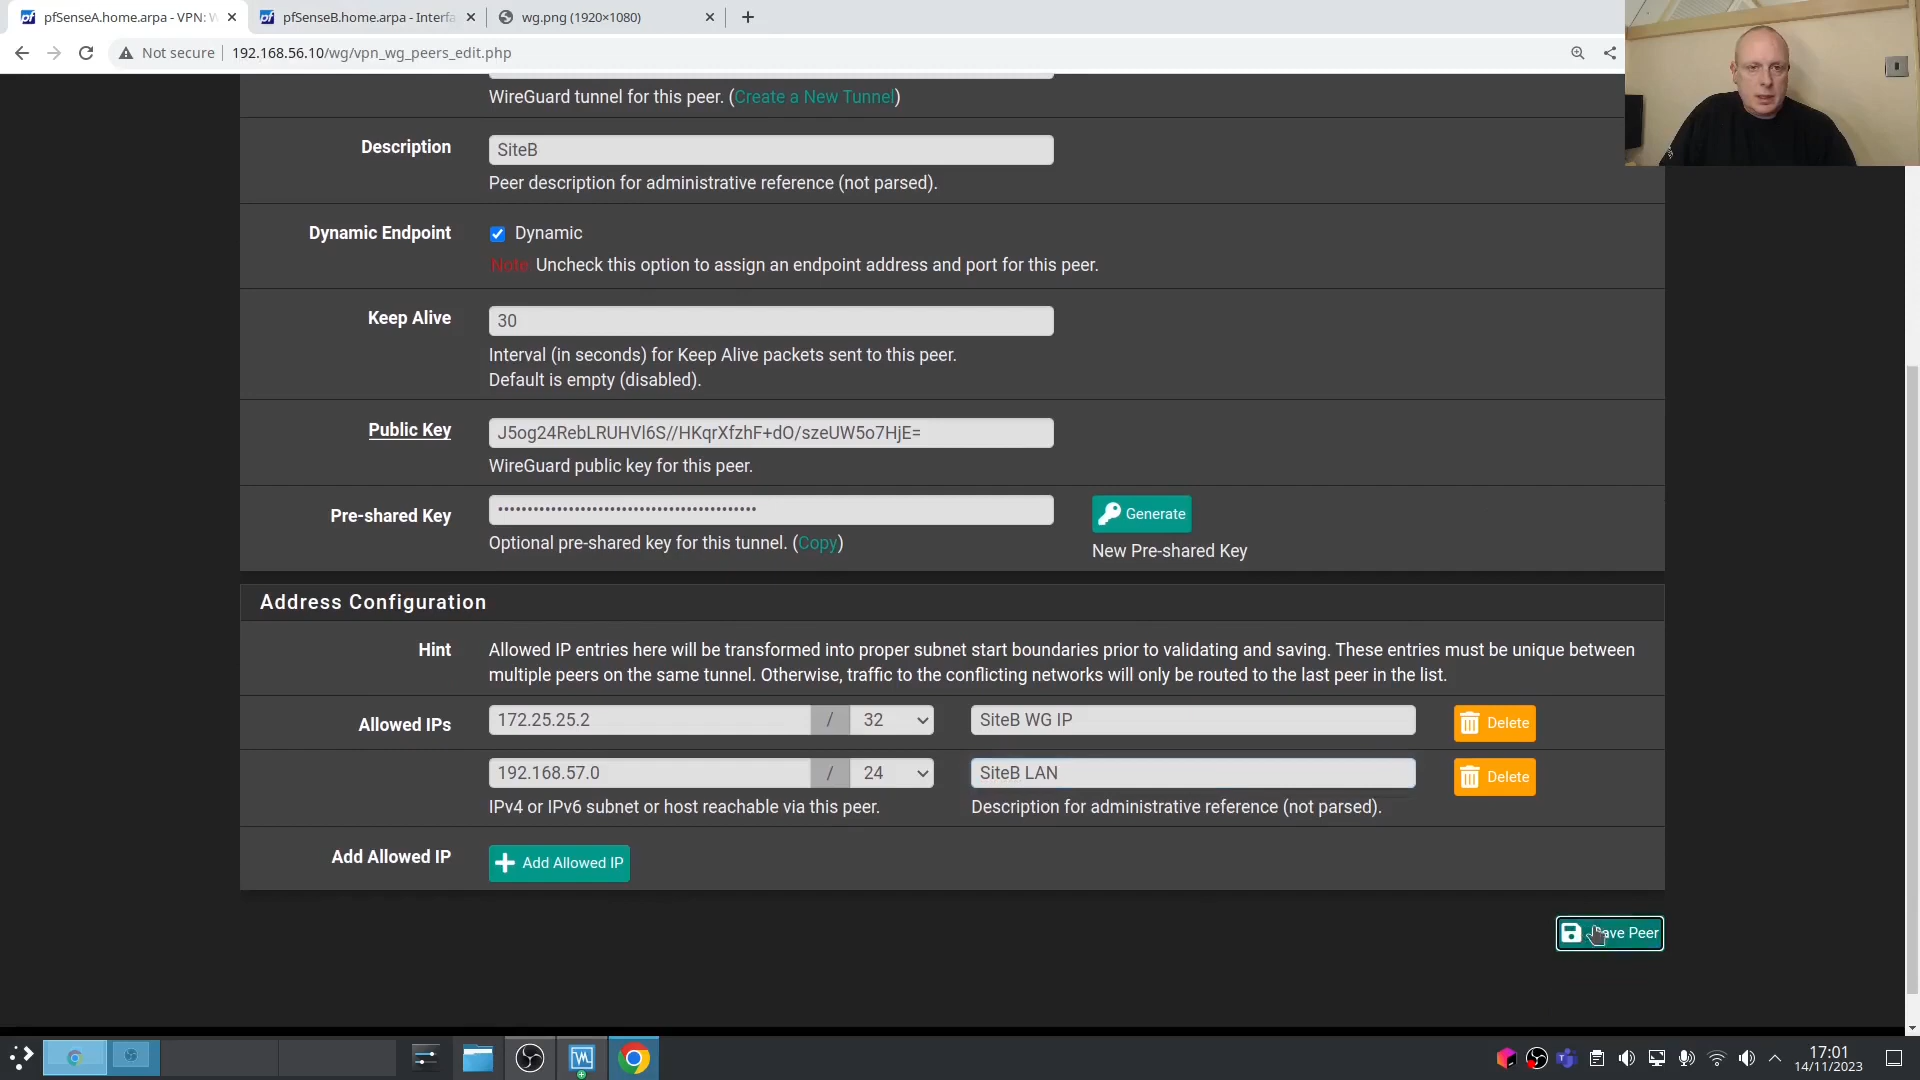 pfSenseA.home.arpa - VPN: W
pfSenseB.home.arpa - Interfa
wg.png (1920×1080)
Not secure
192.168.56.10/wg/vpn_wg_peers_edit.php
WireGuard tunnel for this peer. (Create a New Tunnel)
Description
SiteB
Peer description for administrative reference (not parsed).
Dynamic Endpoint
Dynamic
Note: Uncheck this option to assign an endpoint address and port for this peer.
Keep Alive
30
Interval (in seconds) for Keep Alive packets sent to this peer.
Default is empty (disabled).
Public Key
J5og24RebLRUHVl6S//HKqrXfzhF+dO/szeUW5o7HjE=
WireGuard public key for this peer.
Pre-shared Key
Generate
Optional pre-shared key for this tunnel. (Copy)
New Pre-shared Key
Address Configuration
Hint
Allowed IP entries here will be transformed into proper subnet start boundaries prior to validating and saving. These entries must be unique between
multiple peers on the same tunnel. Otherwise, traffic to the conflicting networks will only be routed to the last peer in the list.
Allowed IPs
172.25.25.2 / 32
SiteB WG IP
Delete
192.168.57.0 / 24
SiteB LAN
Delete
IPv4 or IPv6 subnet or host reachable via this peer.
Description for administrative reference (not parsed).
Add Allowed IP
Add Allowed IP
Save Peer
17:01
14/11/2023